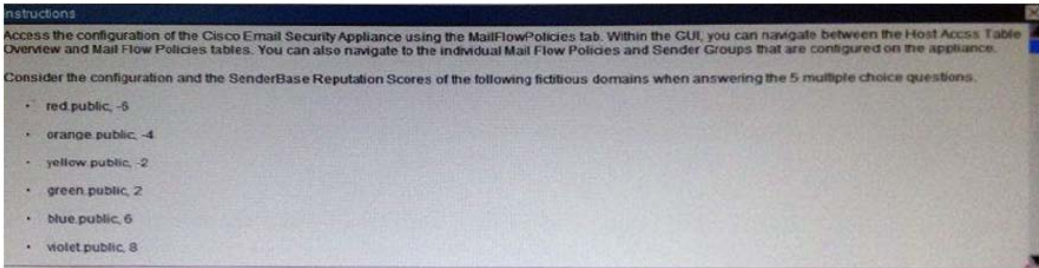 nstructions
Access the configuration of the Cisco Email Security Appliance using the MailFlowPolicies tab. Within the GUI, you can navigate between the Host Accss Table
Overview and Mail Flow Policies tables. You can also navigate to the individual Mail Flow Policies and Sender Groups that are configured on the appliance.
Consider the configuration and the SenderBase Reputation Scores of the following fictitious domains when answering the 5 multiple choice questions.
• red.public, -6
• orange.public, -4
• yellow.public, -2
• green.public, 2
• blue.public, 6
• violet.public, 8